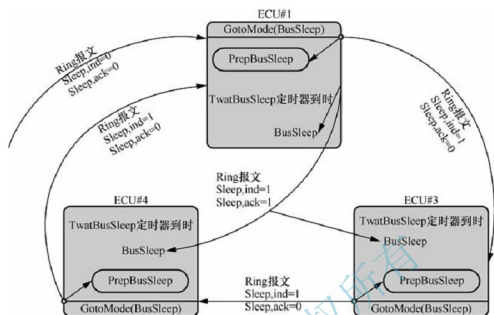 ECU#1
GotoMode(BusSleep)
PrepBusSleep
TwatBusSleep定时器到时
BusSleep
Ring报文
Sleep,ind=0
Sleep,ack=0
Ring报文
Sleep,ind=1
Sleep,ack=0
Ring报文
Sleep,ind=1
Sleep,ack=0
Ring报文
Sleep,ind=1
Sleep,ack=1
ECU#4
TwatBusSleep定时器到时
BusSleep
PrepBusSleep
GotoMode(BusSleep)
Ring报文
Sleep,ind=1
Sleep,ack=0
ECU#3
TwatBusSleep定时器到时
BusSleep
PrepBusSleep
GotoMode(BusSleep)
权所有